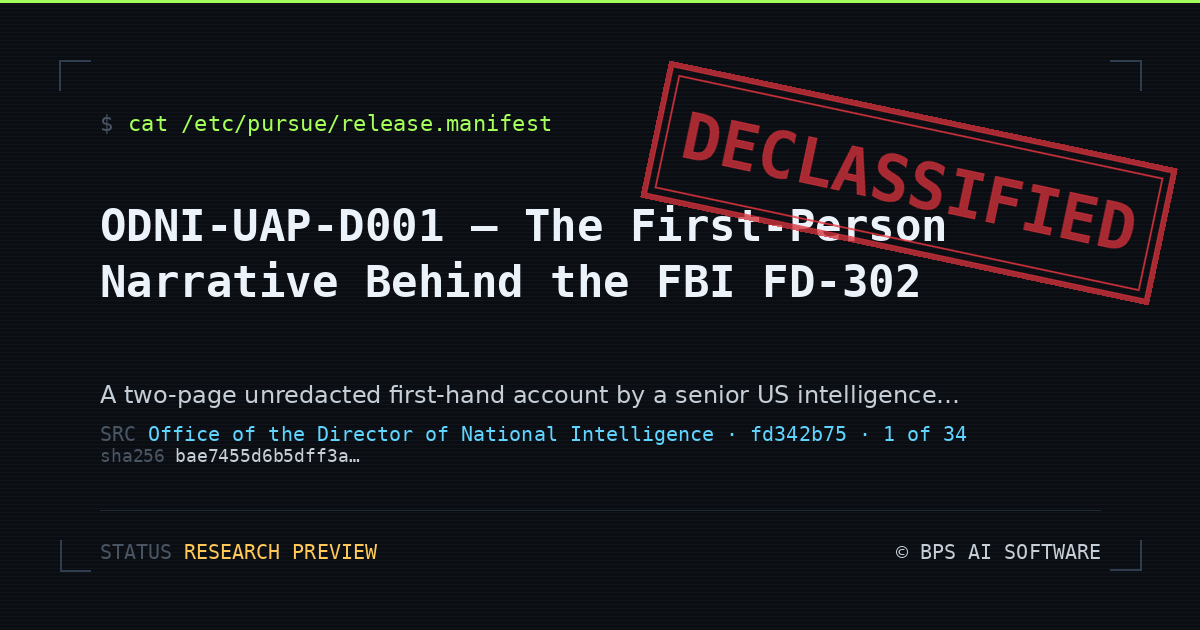 $ cat /etc/pursue/release.manifest
DECLASSIFIED
ODNI-UAP-D001 — The First-Person
Narrative Behind the FBI FD-302
A two-page unredacted first-hand account by a senior US intelligence…
SRC Office of the Director of National Intelligence · fd342b75 · 1 of 34
sha256 bae7455d6b5dff3a…
STATUS RESEARCH PREVIEW
© BPS AI SOFTWARE